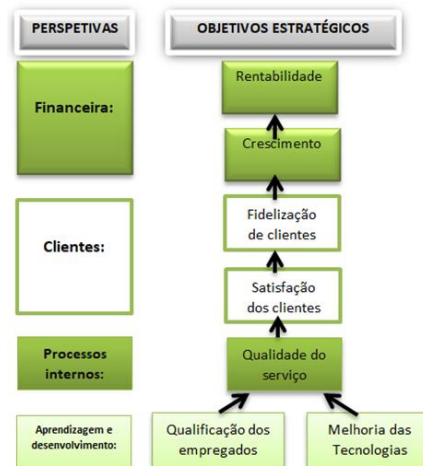 PERSPETIVAS
OBJETIVOS ESTRATÉGICOS
Financeira:
Rentabilidade
Crescimento
Clientes:
Fidelização
de clientes
Satisfação
dos clientes
Processos
internos:
Qualidade do
serviço
Aprendizagem e
desenvolvimento:
Qualificação dos
empregados
Melhoria das
Tecnologias